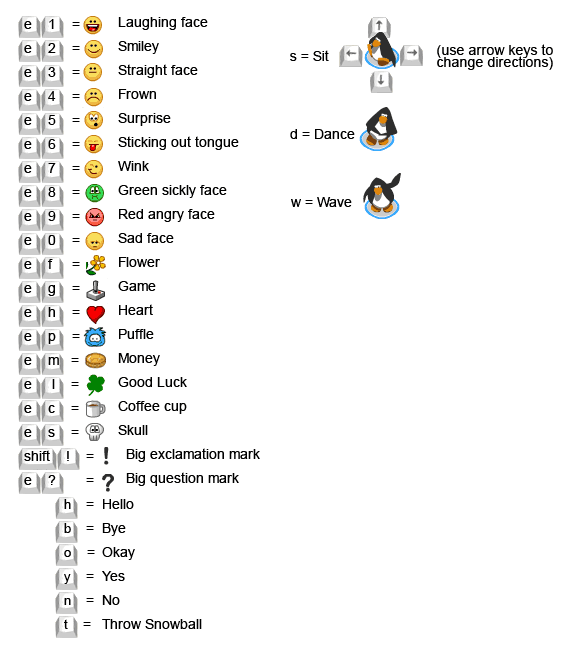 e 1 = Laughing face
e 2 = Smiley
e 3 = Straight face
e 4 = Frown
e 5 = Surprise
e 6 = Sticking out tongue
e 7 = Wink
e 8 = Green sickly face
e 9 = Red angry face
e 0 = Sad face
e f = Flower
e g = Game
e h = Heart
e p = Puffle
e m = Money
e l = Good Luck
e c = Coffee cup
e s = Skull
shift ! = ! Big exclamation mark
e ? = ? Big question mark
h = Hello
b = Bye
o = Okay
y = Yes
n = No
t = Throw Snowball
↑
s = Sit ← → (use arrow keys to
change directions)
↓
d = Dance
w = Wave